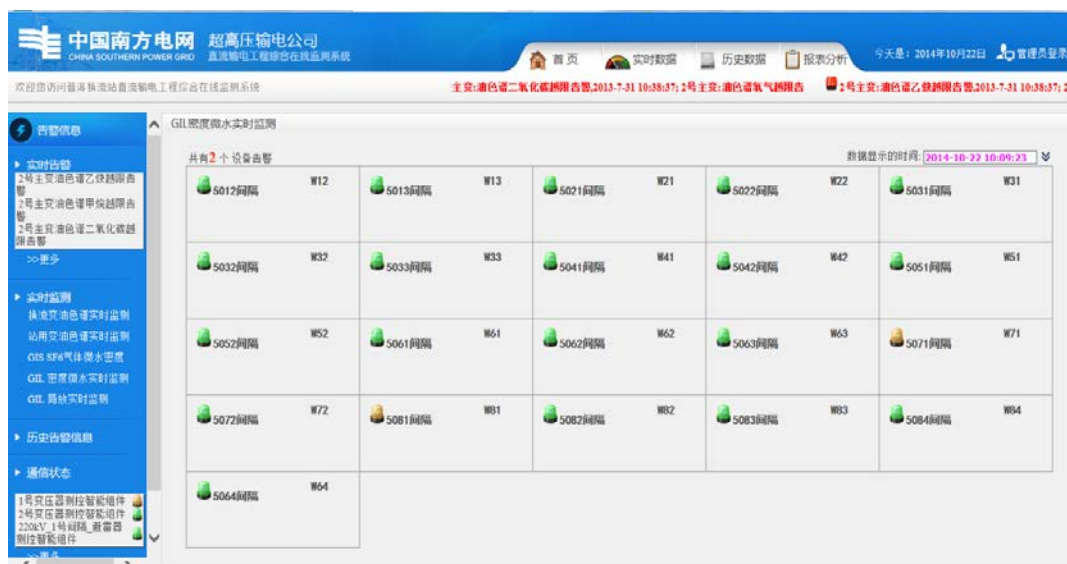 中国南方电网 超高压输电公司
CHINA SOUTHERN POWER GRID 直流输电工程综合在线监测系统
首页 实时数据 历史数据 报表分析 今天是：2014年10月22日 管理员登录
欢迎您访问普洱换流站直流输电工程综合在线监测系统
主变:油色谱二氧化碳越限告警,2013-7-31 10:38:37; 2号主变:油色谱氢气越限告 2号主变:油色谱乙炔越限告警,2013-7-31 10:38:37; 2
告警信息
实时告警
2号主变油色谱乙炔越限告
警
2号主变油色谱甲烷越限告
警
2号主变油色谱二氧化碳越
限告警
>>更多
实时监测
换流变油色谱实时监测
站用变油色谱实时监测
GIS SF6气体微水密度
GIL 密度微水实时监测
GIL 局放实时监测
历史告警信息
通信状态
1号变压器测控智能组件
2号变压器测控智能组件
220kV_1号间隔_避雷器
测控智能组件
>>更多
GIL密度微水实时监测
共有2 个 设备告警 数据显示的时间: 2014-10-22 10:09:23
5012间隔 W12 5013间隔 W13 5021间隔 W21 5022间隔 W22 5031间隔 W31
5032间隔 W32 5033间隔 W33 5041间隔 W41 5042间隔 W42 5051间隔 W51
5052间隔 W52 5061间隔 W61 5062间隔 W62 5063间隔 W63 5071间隔 W71
5072间隔 W72 5081间隔 W81 5082间隔 W82 5083间隔 W83 5084间隔 W84
5064间隔 W64